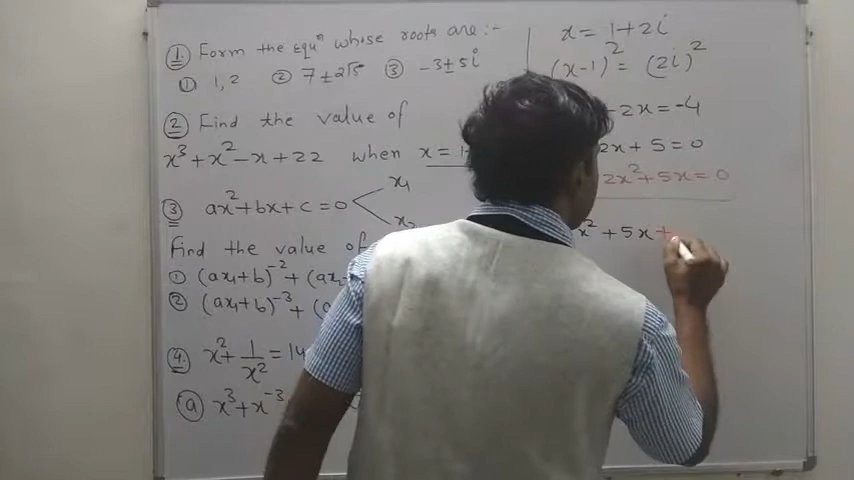 1. Form the equⁿ whose roots are :-
① 1, 2 ② 7 ± 2√5 ③ -3 ± 5i
② Find the value of
x³ + x² - x + 22 when x = 1
③ ax² + bx + c = 0 x₁
x₂
Find the value of
① (ax₁ + b)⁻² + (ax₂
② (ax₁ + b)⁻³ + (
④ x² + 1/x² = 14
ⓐ x³ + x⁻³
x = 1 + 2i
(x-1)² = (2i)²
- 2x = -4
2x + 5 = 0
2x² + 5x = 0
x² + 5x +